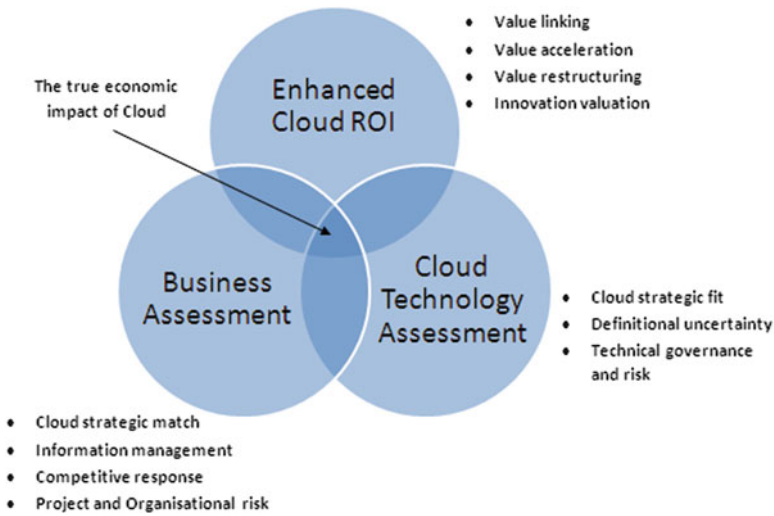 • Value linking
• Value acceleration
• Value restructuring
• Innovation valuation
The true economic
impact of Cloud
Enhanced
Cloud ROI
Business
Assessment
Cloud
Technology
Assessment
• Cloud strategic fit
• Definitional uncertainty
• Technical governance
and risk
• Cloud strategic match
• Information management
• Competitive response
• Project and Organisational risk